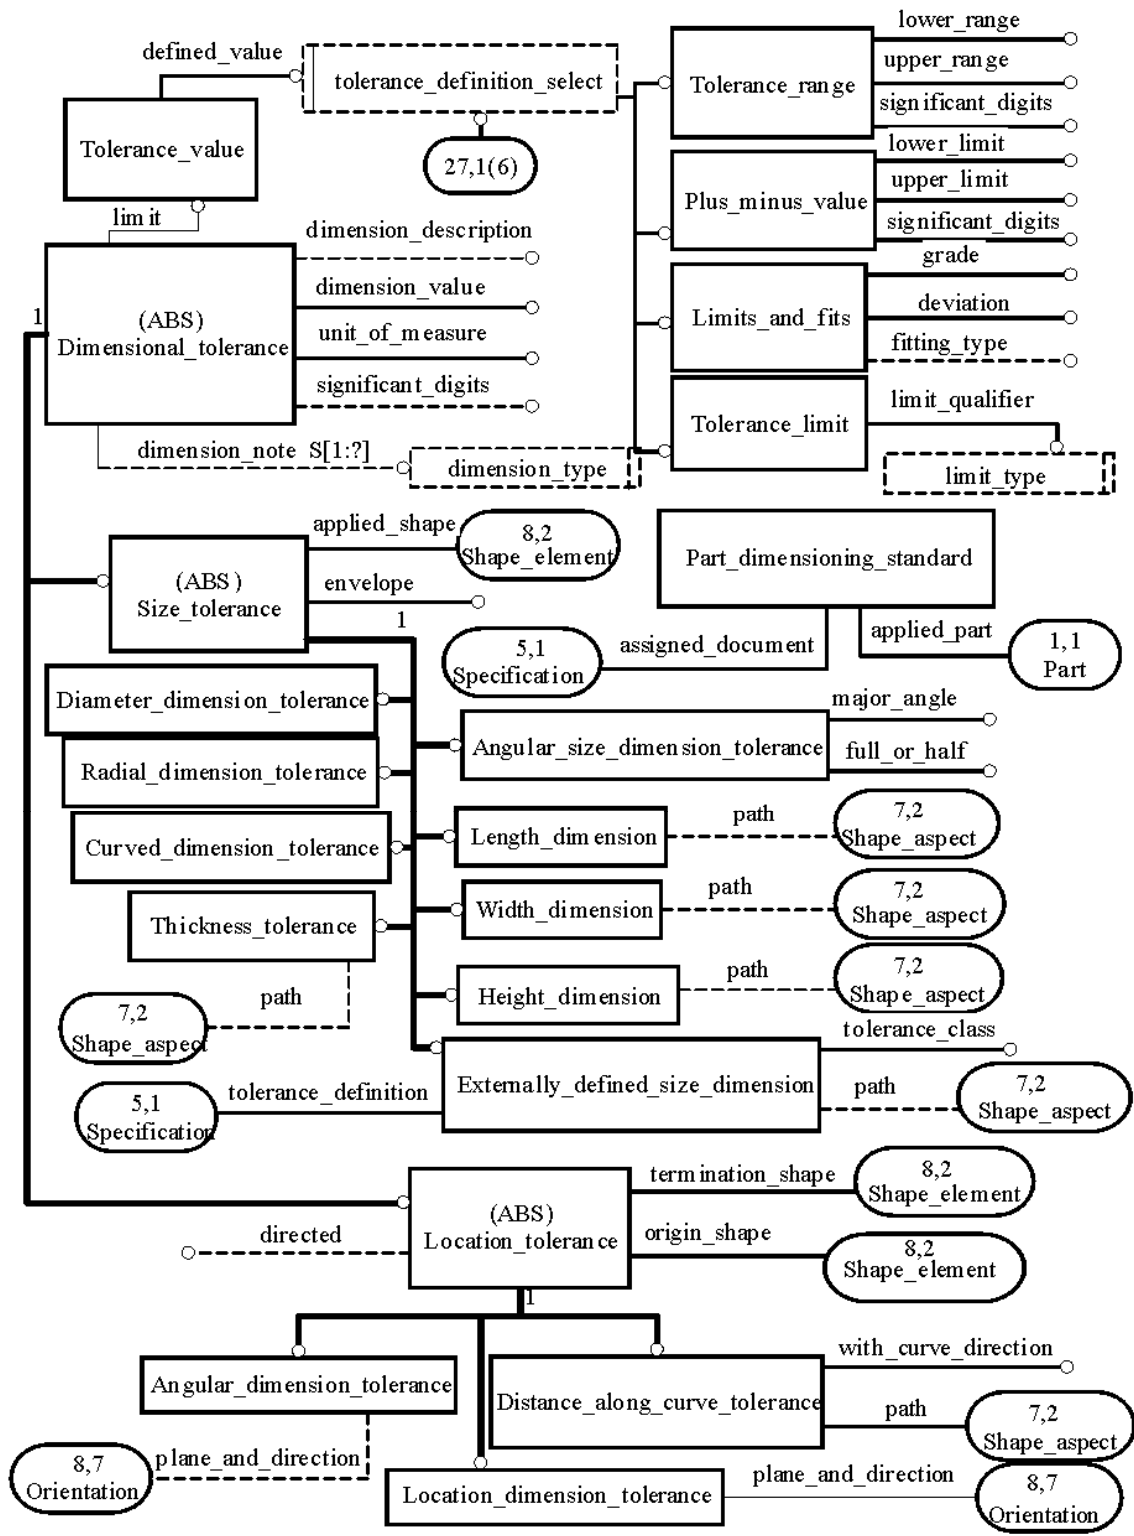 lower_range
defined_value
upper_range
tolerance_definition_select
Tolerance_range
significant_digits
Tolerance_value
27,1(6)
lower_limit
upper_limit
Plus_minus_value
significant_digits
limit
dimension_description
grade
dimension_value
deviation
1
(ABS)
Dimensional_tolerance
unit_of_measure
Limits_and_fits
fitting_type
significant_digits
limit_qualifier
Tolerance_limit
dimension_note S[1:?]
dimension_type
limit_type
applied_shape
8,2
Shape_element
Part_dimensioning_standard
(ABS)
Size_tolerance
envelope
1
applied_part
assigned_document
5,1
Specification
1,1
Part
Diameter_dimension_tolerance
major_angle
Angular_size_dimension_tolerance
full_or_half
Radial_dimension_tolerance
path
7,2
Shape_aspect
Length_dimension
Curved_dimension_tolerance
path
7,2
Shape_aspect
Width_dimension
Thickness_tolerance
path
7,2
Shape_aspect
Height_dimension
path
7,2
Shape_aspect
tolerance_class
Externally_defined_size_dimension
path
7,2
Shape_aspect
tolerance_definition
5,1
Specification
termination_shape
8,2
Shape_element
(ABS)
Location_tolerance
directed
origin_shape
8,2
Shape_element
1
with_curve_direction
Angular_dimension_tolerance
Distance_along_curve_tolerance
path
7,2
Shape_aspect
plane_and_direction
8,7
Orientation
Location_dimension_tolerance
plane_and_direction
8,7
Orientation